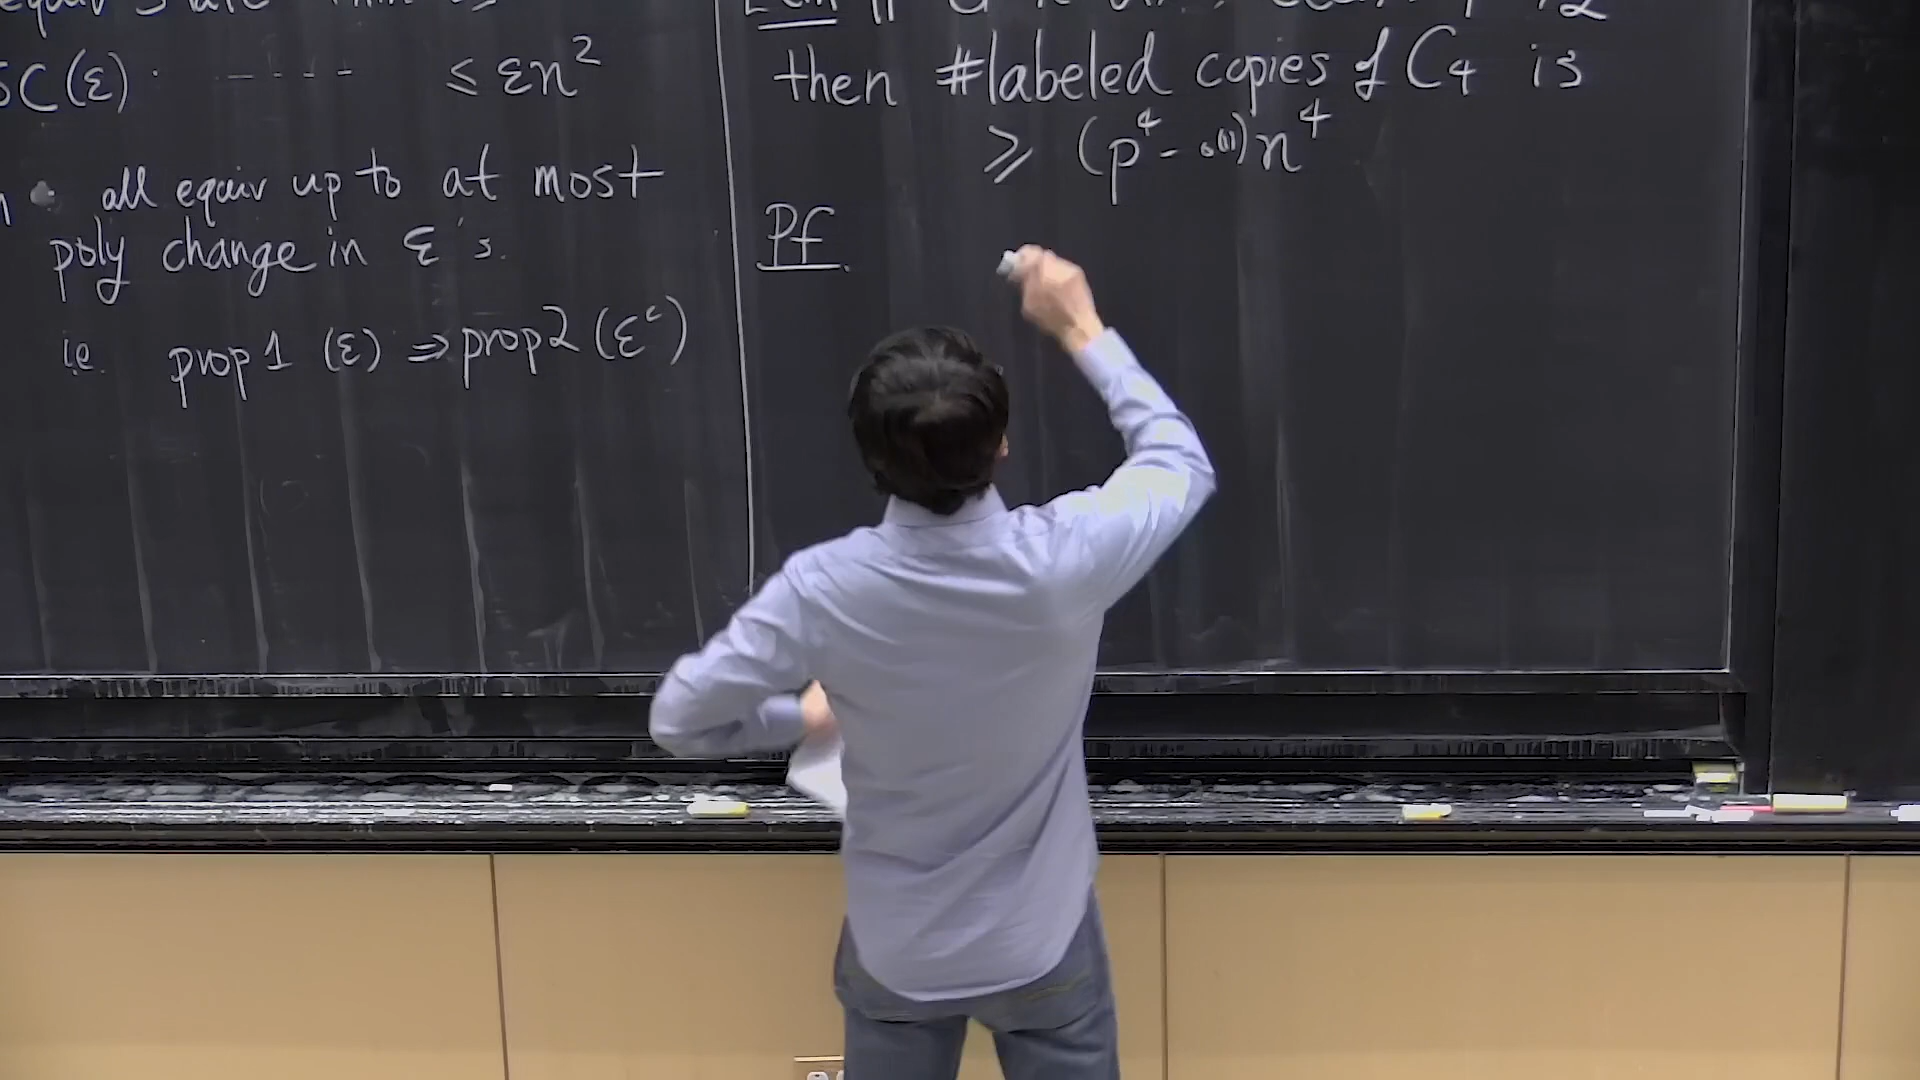 ≤ εn²
(ε)
all equiv up to at most
poly change in ε's.
i.e. prop 1 (ε) ⇒ prop 2 (εᶜ)
then #labeled copies of C₄ is
≥ (p⁴ - o(1)) n⁴
Pf